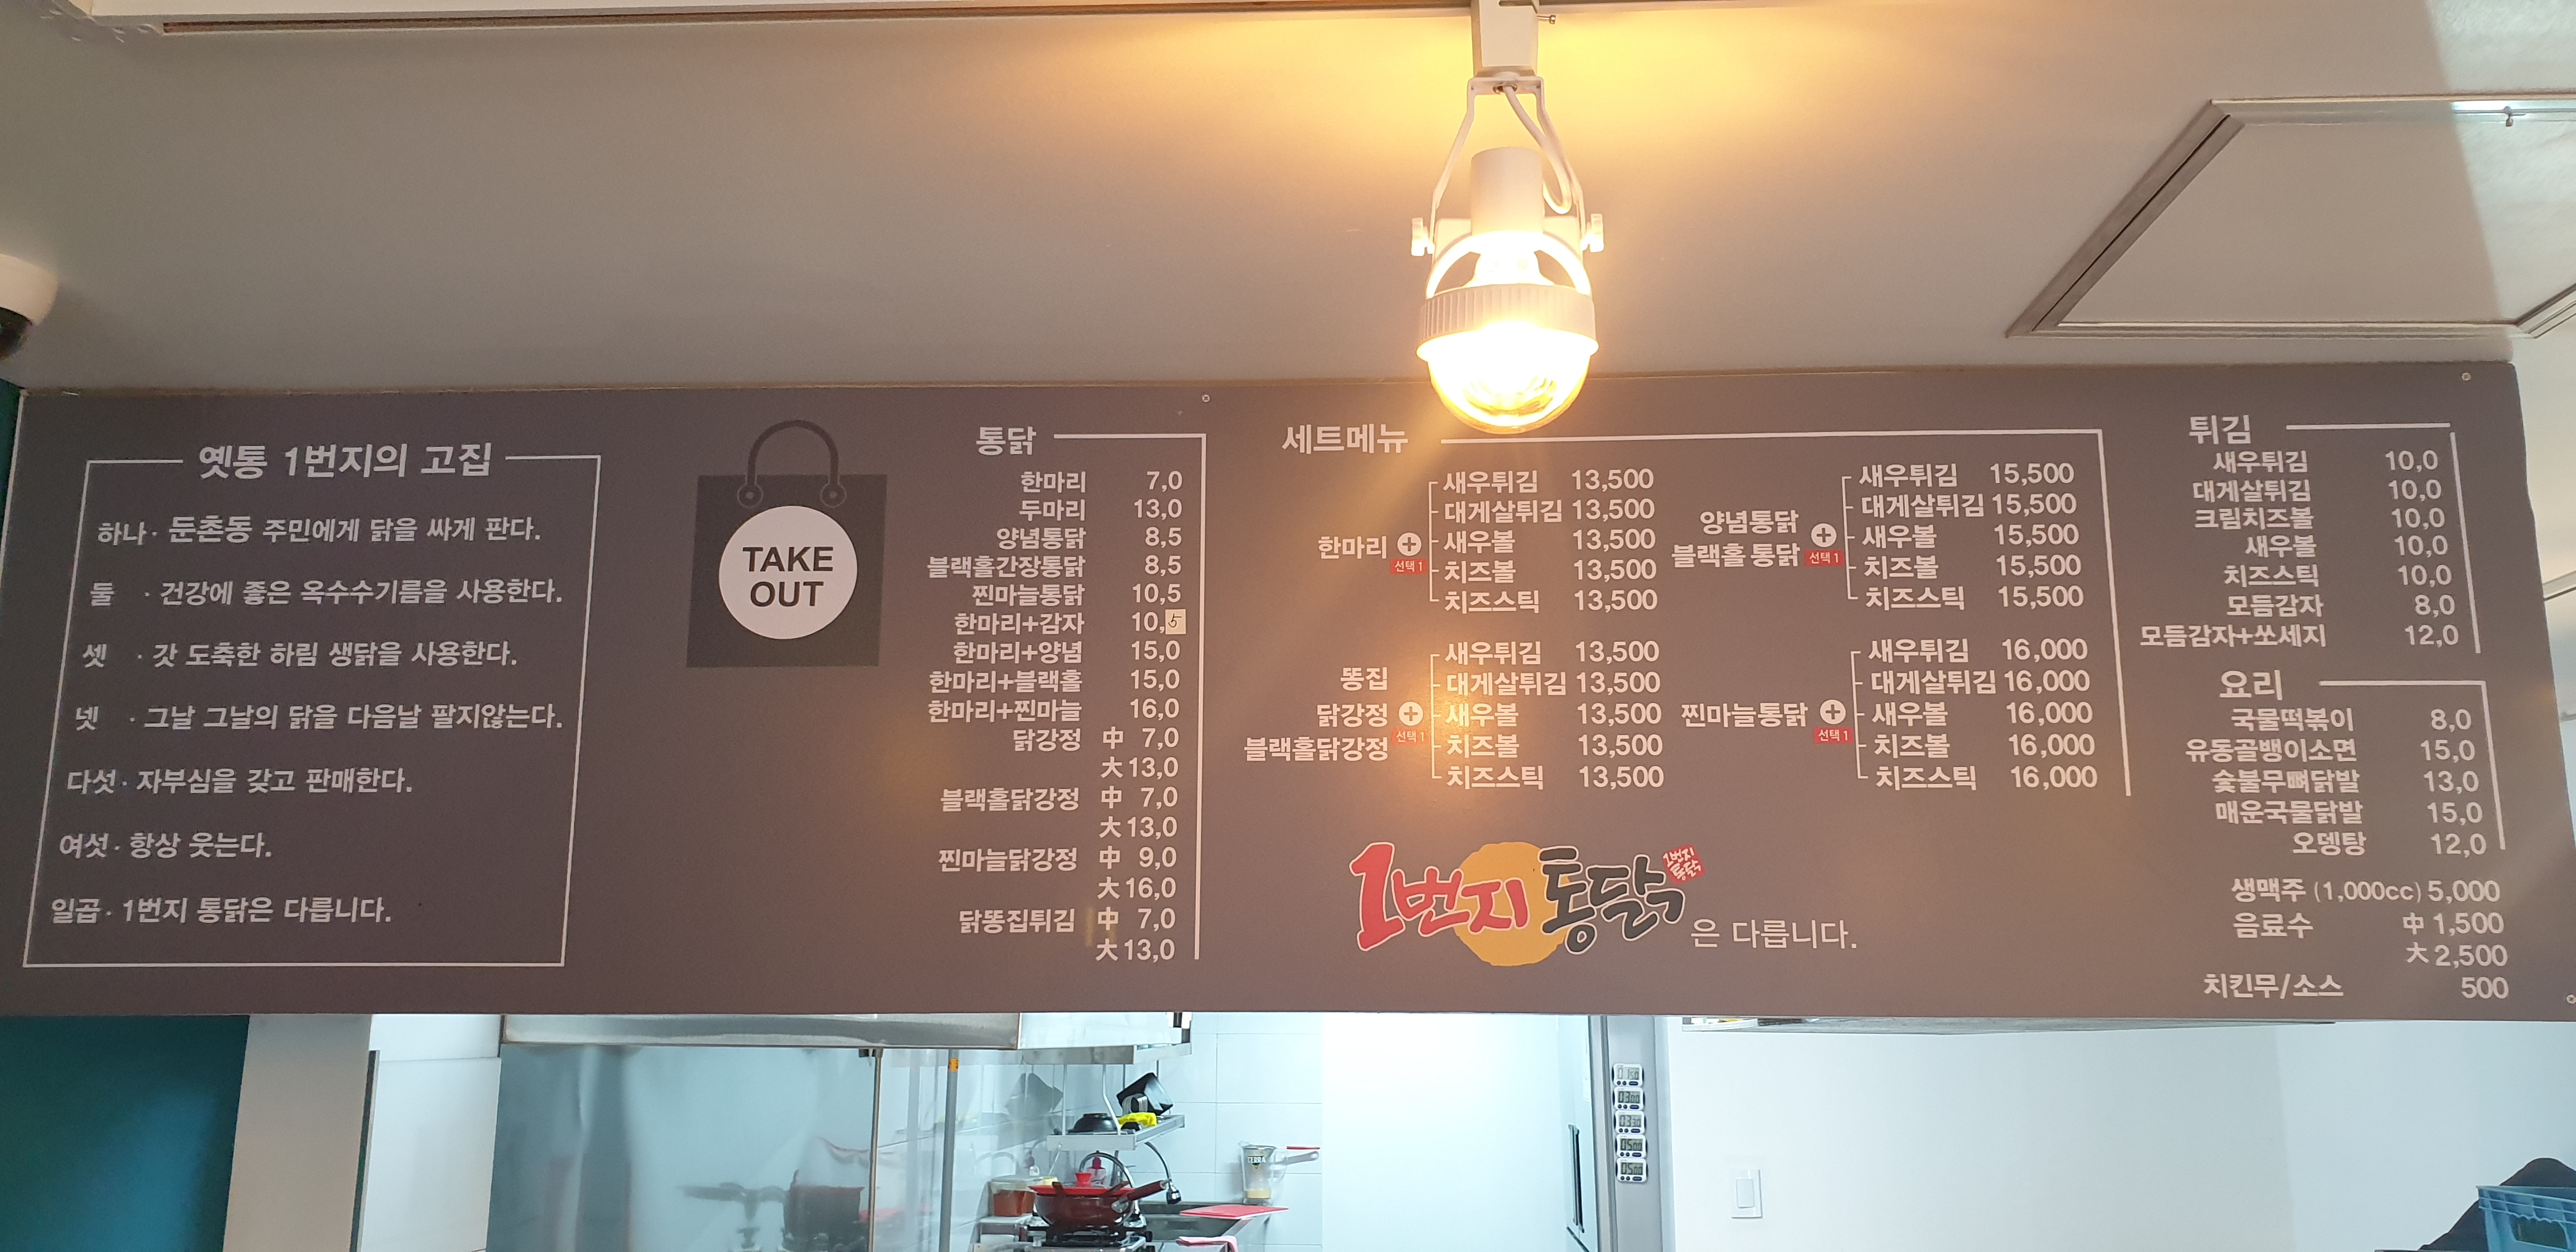 옛통 1번지의 고집
하나 · 둔촌동 주민에게 닭을 싸게 판다.
둘 · 건강에 좋은 옥수수기름을 사용한다.
셋 · 갓 도축한 하림 생닭을 사용한다.
넷 · 그날 그날의 닭을 다음날 팔지않는다.
다섯 · 자부심을 갖고 판매한다.
여섯 · 항상 웃는다.
일곱 · 1번지 통닭은 다릅니다.
TAKE
OUT
통닭
한마리 7,0
두마리 13,0
양념통닭 8,5
블랙홀간장통닭 8,5
찐마늘통닭 10,5
한마리+감자 10,5
한마리+양념 15,0
한마리+블랙홀 15,0
한마리+찐마늘 16,0
닭강정 中 7,0
大 13,0
블랙홀닭강정 中 7,0
大 13,0
찐마늘닭강정 中 9,0
大 16,0
닭똥집튀김 中 7,0
大 13,0
세트메뉴
한마리 + 선택 1
새우튀김 13,500
대게살튀김 13,500
새우볼 13,500
치즈볼 13,500
치즈스틱 13,500
양념통닭
블랙홀 통닭 + 선택 1
새우튀김 15,500
대게살튀김 15,500
새우볼 15,500
치즈볼 15,500
치즈스틱 15,500
똥집
닭강정 + 선택 1
블랙홀닭강정
새우튀김 13,500
대게살튀김 13,500
새우볼 13,500
치즈볼 13,500
치즈스틱 13,500
찐마늘통닭 + 선택 1
새우튀김 16,000
대게살튀김 16,000
새우볼 16,000
치즈볼 16,000
치즈스틱 16,000
1번지 통닭 1번지 통닭 은 다릅니다.
튀김
새우튀김 10,0
대게살튀김 10,0
크림치즈볼 10,0
새우볼 10,0
치즈스틱 10,0
모듬감자 8,0
모듬감자+쏘세지 12,0
요리
국물떡볶이 8,0
유동골뱅이소면 15,0
숯불무뼈닭발 13,0
매운국물닭발 15,0
오뎅탕 12,0
생맥주 (1,000cc) 5,000
음료수 中 1,500
大 2,500
치킨무/소스 500